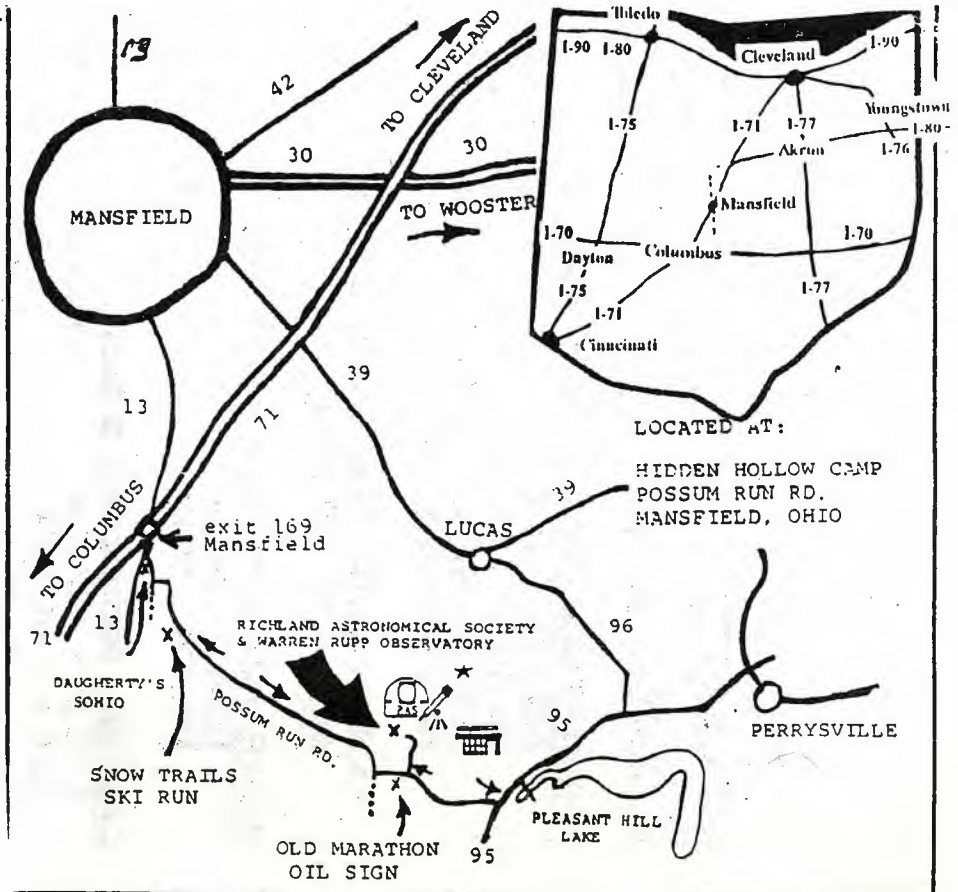 13
42
TO CLEVELAND
30
30
MANSFIELD
TO WOOSTER
Toledo
I-90
I-80
I-90
Cleveland
Youngstown
I-75
I-71
I-77
I-80
Akron
I-76
Mansfield
I-70
Columbus
I-70
Dayton
I-75
I-77
I-71
Cincinnati
39
71
13
LOCATED AT:
HIDDEN HOLLOW CAMP
POSSUM RUN RD.
MANSFIELD, OHIO
39
TO COLUMBUS
exit 169
Mansfield
LUCAS
71
13
96
RICHLAND ASTRONOMICAL SOCIETY
& WARREN RUPP OBSERVATORY
DAUGHERTY'S
SOHIO
POSSUM RUN RD.
RAS
95
PERRYSVILLE
SNOW TRAILS
SKI RUN
PLEASANT HILL
LAKE
OLD MARATHON
OIL SIGN
95